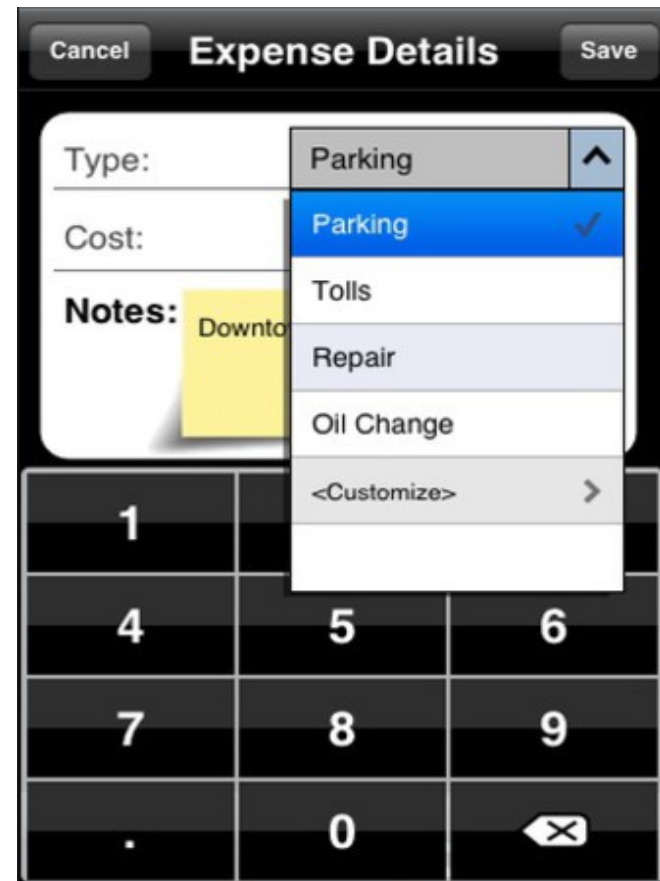 Cancel Expense Details Save
Type: Parking
Parking
Cost:
Tolls
Notes:
Repair
Oil Change
<Customize>
1
4 5 6
7 8 9
. 0